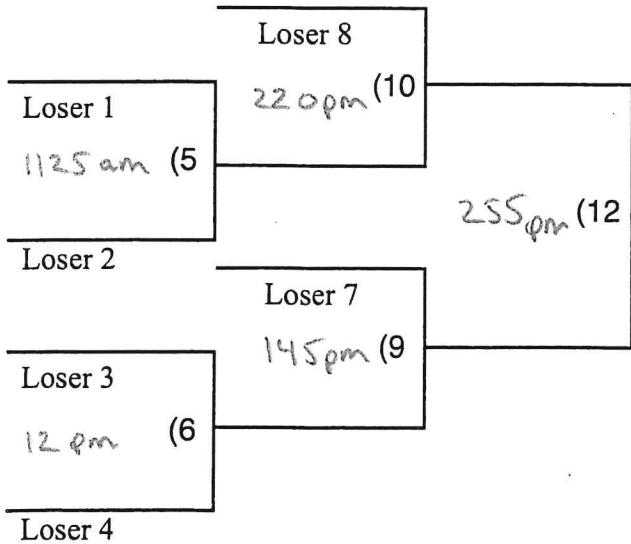 Loser 8
220pm (10
Loser 1
1125 am (5
255pm (12
Loser 2
Loser 7
145pm (9
Loser 3
12 pm (6
Loser 4